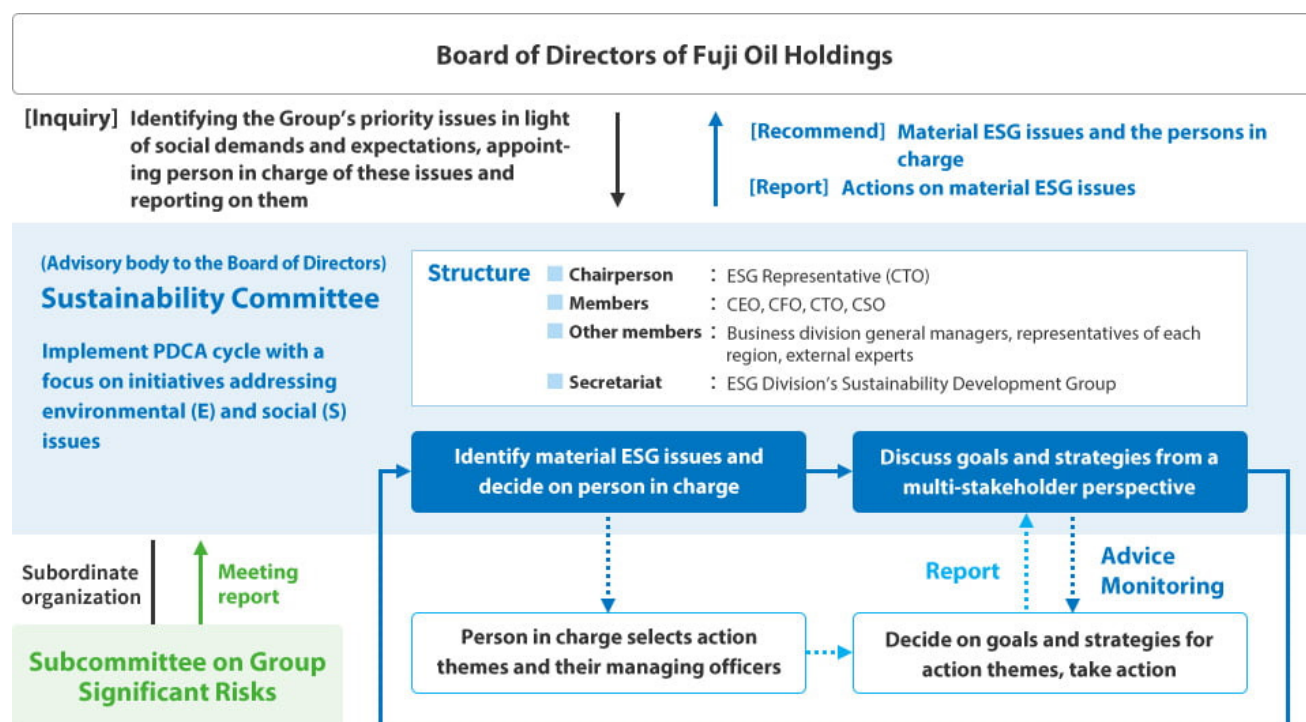 Board of Directors of Fuji Oil Holdings
[Inquiry] Identifying the Group's priority issues in light
of social demands and expectations, appoint-
ing person in charge of these issues and
reporting on them
[Recommend] Material ESG issues and the persons in
charge
[Report] Actions on material ESG issues
(Advisory body to the Board of Directors)
Sustainability Committee
Implement PDCA cycle with a
focus on initiatives addressing
environmental (E) and social (S)
issues
Structure
Chairperson : ESG Representative (CTO)
Members : CEO, CFO, CTO, CSO
Other members : Business division general managers, representatives of each
region, external experts
Secretariat : ESG Division's Sustainability Development Group
Identify material ESG issues and
decide on person in charge
Discuss goals and strategies from a
multi-stakeholder perspective
Subordinate
organization
Meeting
report
Report
Advice
Monitoring
Subcommittee on Group
Significant Risks
Person in charge selects action
themes and their managing officers
Decide on goals and strategies for
action themes, take action